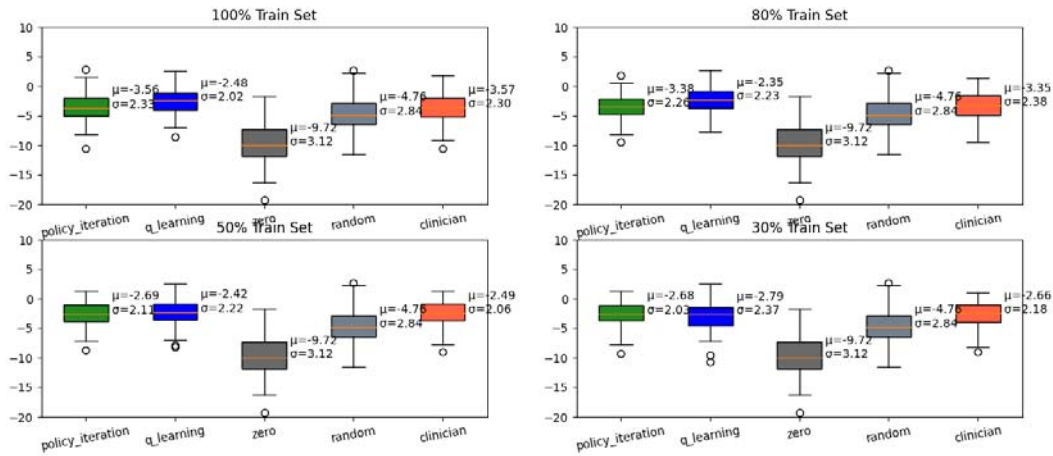 100% Train Set
10
5
0
−5
−10
−15
−20
μ=-3.56
σ=2.33
μ=-2.48
σ=2.02
μ=-9.72
σ=3.12
μ=-4.76
σ=2.84
μ=-3.57
σ=2.30
policy_iteration
q_learning
zero
random
clinician
80% Train Set
10
5
0
−5
−10
−15
−20
μ=-3.38
σ=2.26
μ=-2.35
σ=2.23
μ=-9.72
σ=3.12
μ=-4.76
σ=2.84
μ=-3.35
σ=2.38
policy_iteration
q_learning
zero
random
clinician
50% Train Set
10
5
0
−5
−10
−15
−20
μ=-2.69
σ=2.11
μ=-2.42
σ=2.22
μ=-9.72
σ=3.12
μ=-4.76
σ=2.84
μ=-2.49
σ=2.06
policy_iteration
q_learning
zero
random
clinician
30% Train Set
10
5
0
−5
−10
−15
−20
μ=-2.68
σ=2.03
μ=-2.79
σ=2.37
μ=-9.72
σ=3.12
μ=-4.76
σ=2.84
μ=-2.66
σ=2.18
policy_iteration
q_learning
zero
random
clinician